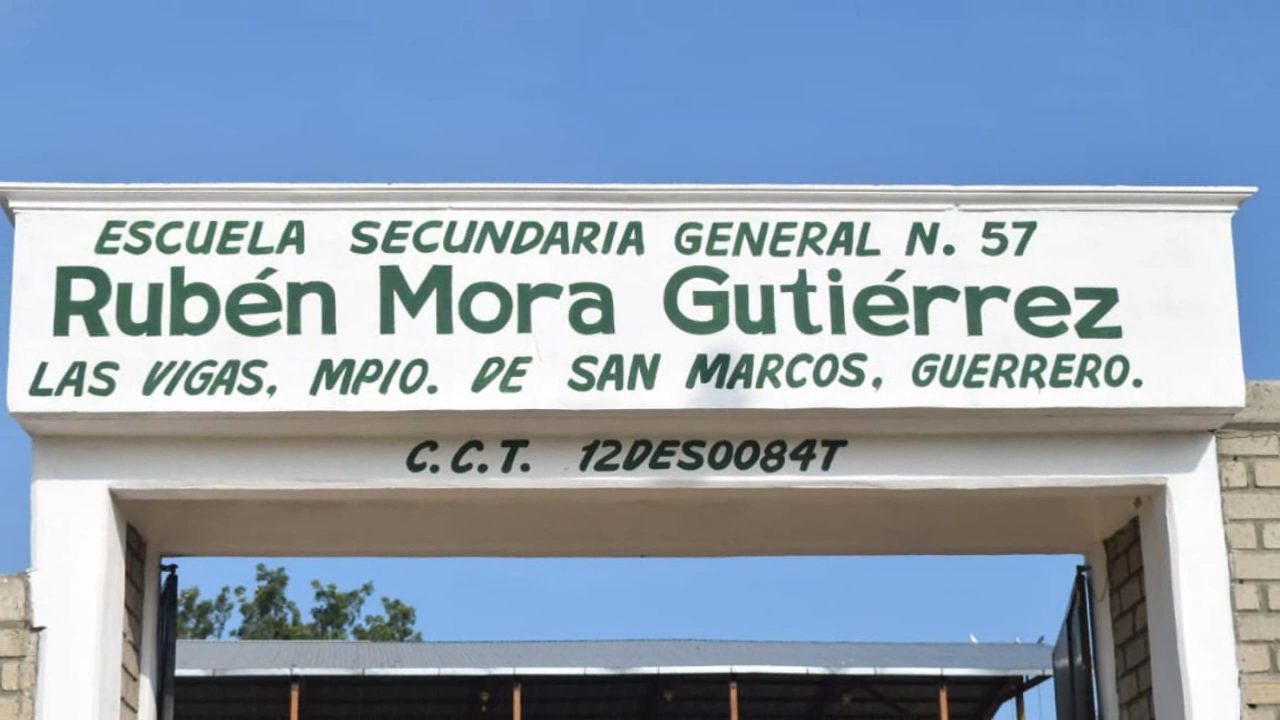 ESCUELA SECUNDARIA GENERAL N. 57
Rubén Mora Gutiérrez
LAS VIGAS, MPIO. DE SAN MARCOS, GUERRERO.
C.C.T. 12DES0084T